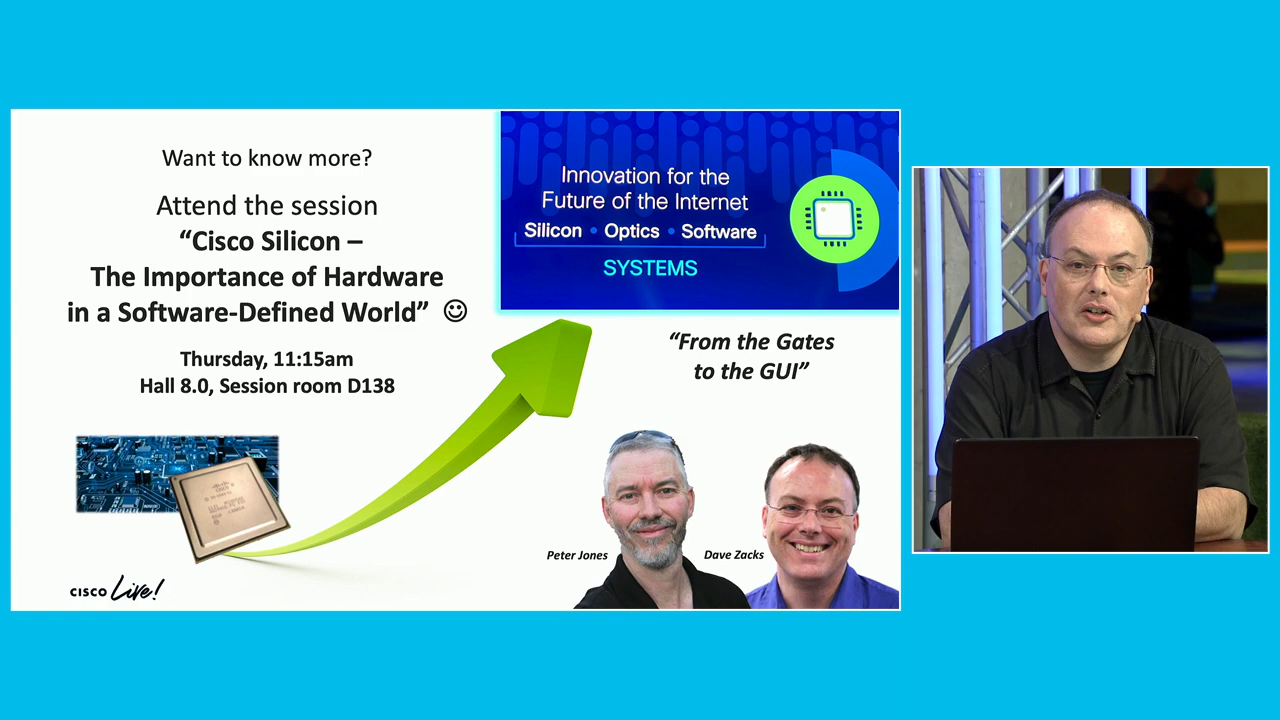 Want to know more?
Attend the session
“Cisco Silicon –
The Importance of Hardware
in a Software-Defined World” ☺
Thursday, 11:15am
Hall 8.0, Session room D138
Innovation for the
Future of the Internet
Silicon • Optics • Software
SYSTEMS
“From the Gates
to the GUI”
Peter Jones
Dave Zacks
CISCO Live!